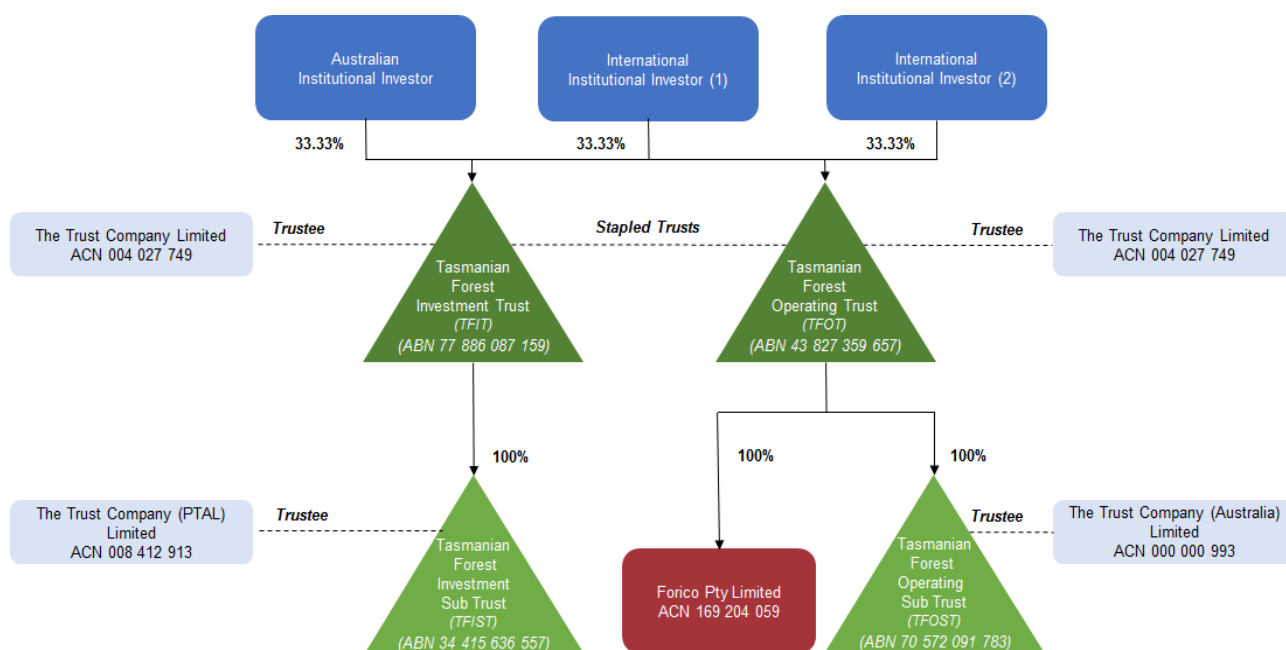 Australian
Institutional Investor
International
Institutional Investor (1)
International
Institutional Investor (2)
33.33%
33.33%
33.33%
The Trust Company Limited
ACN 004 027 749
Trustee
Stapled Trusts
Trustee
The Trust Company Limited
ACN 004 027 749
Tasmanian
Forest
Investment Trust
(TFIT)
(ABN 77 886 087 159)
Tasmanian
Forest
Operating Trust
(TFOT)
(ABN 43 827 359 657)
100%
100%
100%
The Trust Company (PTAL)
Limited
ACN 008 412 913
Trustee
Tasmanian
Forest
Investment
Sub Trust
(TFIST)
(ABN 34 415 636 557)
Forico Pty Limited
ACN 169 204 059
Tasmanian
Forest
Operating
Sub Trust
(TFOST)
(ABN 70 572 091 783)
Trustee
The Trust Company (Australia)
Limited
ACN 000 000 993